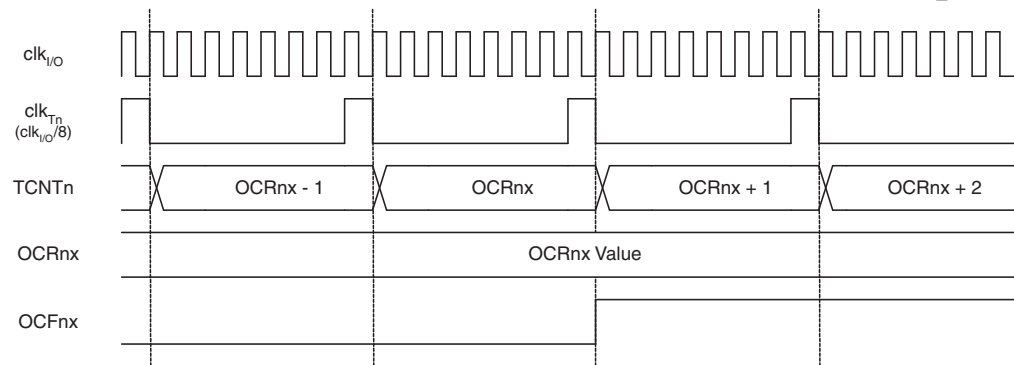 clkI/O
clkTn
(clkI/O/8)
TCNTn
OCRnx - 1
OCRnx
OCRnx + 1
OCRnx + 2
OCRnx
OCRnx Value
OCFnx